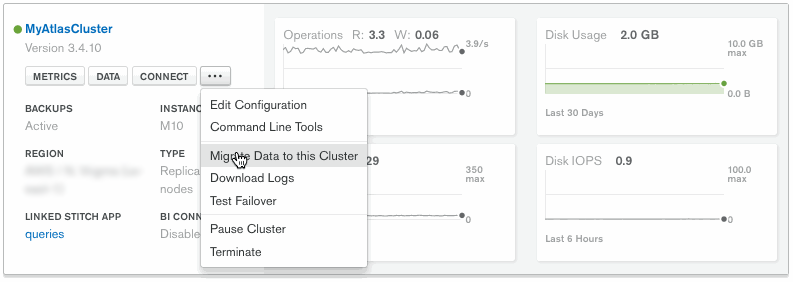 MyAtlasCluster
Version 3.4.10
METRICS DATA CONNECT ...
BACKUPS
Active
INSTANC
M10
REGION
TYPE
Replica
nodes
LINKED STITCH APP
queries
BI CONN
Disable
Edit Configuration
Command Line Tools
Migrate Data to this Cluster
Download Logs
Test Failover
Pause Cluster
Terminate
Operations R: 3.3 W: 0.06
3.9/s
0
Disk Usage 2.0 GB
10.0 GB
max
0.0 B
Last 30 Days
29
350
max
0
Disk IOPS 0.9
100.0
max
0
Last 6 Hours